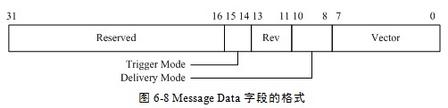 31 16 15 14 13 11 10 8 7 0
Reserved Rev Vector
Trigger Mode
Delivery Mode
图 6-8 Message Data 字段的格式